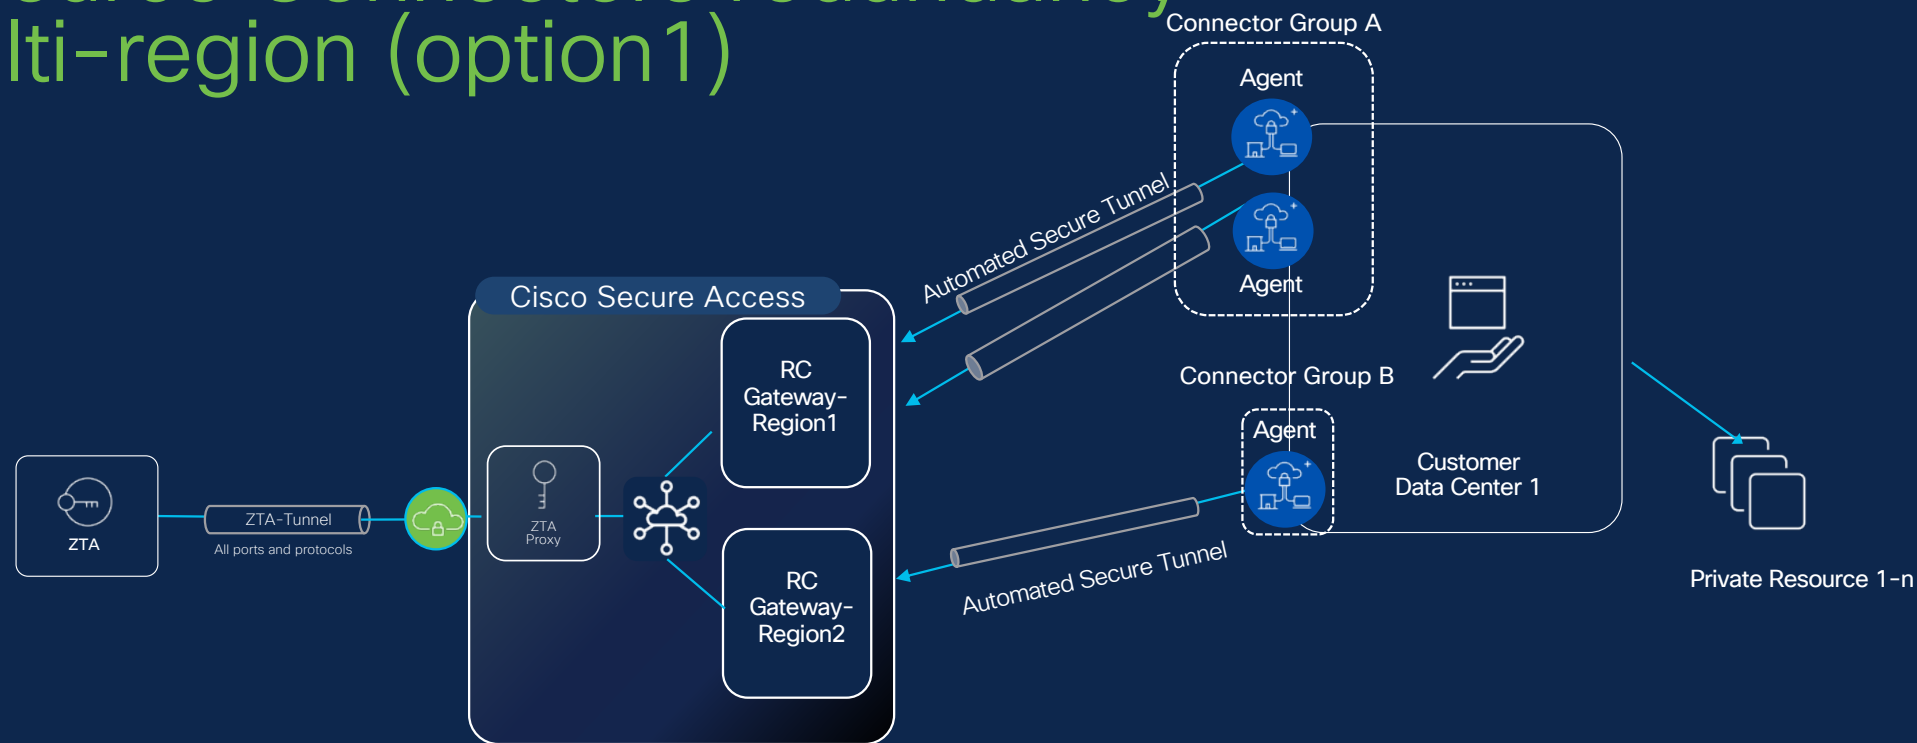 Connectors redundancy
lti-region (option1)
Connector Group A
Agent
Agent
Automated Secure Tunnel
Cisco Secure Access
RC
Gateway-
Region1
Connector Group B
Agent
Customer
Data Center 1
ZTA
ZTA-Tunnel
All ports and protocols
ZTA
Proxy
RC
Gateway-
Region2
Automated Secure Tunnel
Private Resource 1-n